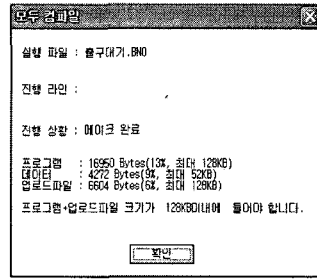 모두 컴파일
실행 파일 : 출구대기.BNO
진행 라인 :
진행 상황 : 메이크 완료
프로그램 : 16950 Bytes(13%, 최대 128KB)
데이터 : 4272 Bytes(9%, 최대 52KB)
업로드파일 : 6604 Bytes(6%, 최대 128KB)
프로그램+업로드파일 크기가 128KB이내에 들어야 합니다.
확인